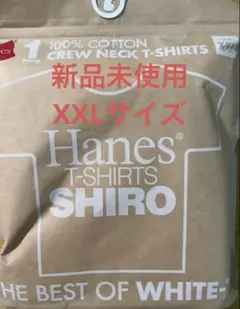 1
100% COTTON
CREW NECK T-SHIRTS
新品未使用
XXLサイズ
Hanes®
T-SHIRTS
SHIRO
HE BEST OF WHITE-